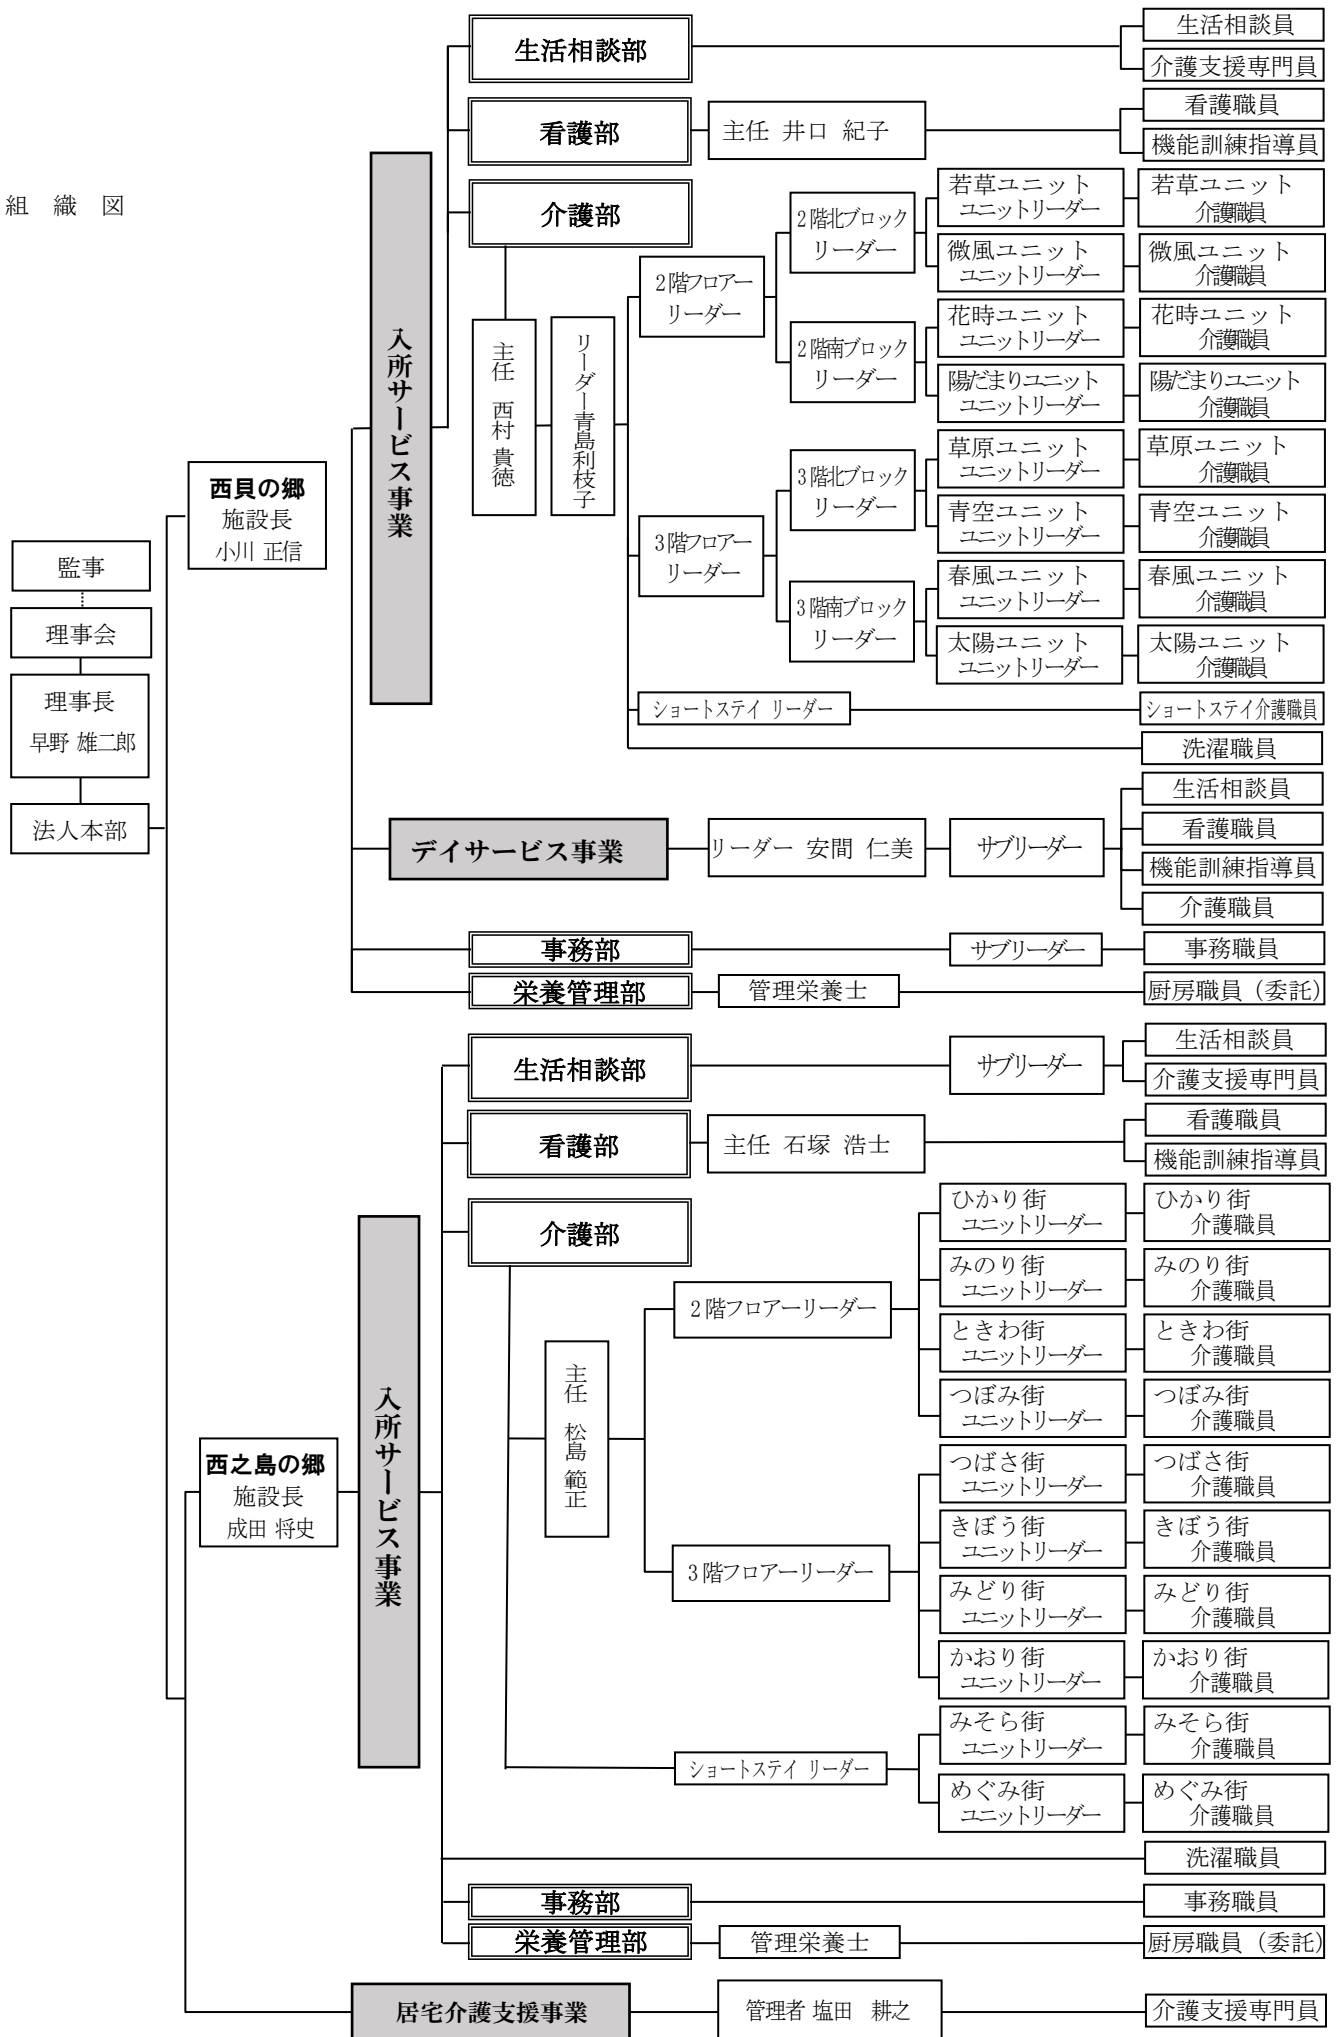 組 織 図
監事
理事会
理事長
早野 雄二郎
法人本部
西貝の郷
施設長
小川 正信
入所サービス事業
生活相談部
生活相談員
介護支援専門員
看護部
主任 井口 紀子
看護職員
機能訓練指導員
介護部
主任 西村 貴徳
リーダー青島利枝子
2階フロアー
リーダー
2階北ブロック
リーダー
若草ユニット
ユニットリーダー
若草ユニット
介護職員
微風ユニット
ユニットリーダー
微風ユニット
介護職員
2階南ブロック
リーダー
花時ユニット
ユニットリーダー
花時ユニット
介護職員
陽だまりユニット
ユニットリーダー
陽だまりユニット
介護職員
3階フロアー
リーダー
3階北ブロック
リーダー
草原ユニット
ユニットリーダー
草原ユニット
介護職員
青空ユニット
ユニットリーダー
青空ユニット
介護職員
3階南ブロック
リーダー
春風ユニット
ユニットリーダー
春風ユニット
介護職員
太陽ユニット
ユニットリーダー
太陽ユニット
介護職員
ショートステイ リーダー
ショートステイ介護職員
洗濯職員
デイサービス事業
リーダー 安間 仁美
サブリーダー
生活相談員
看護職員
機能訓練指導員
介護職員
事務部
サブリーダー
事務職員
栄養管理部
管理栄養士
厨房職員（委託）
西之島の郷
施設長
成田 将史
入所サービス事業
生活相談部
サブリーダー
生活相談員
介護支援専門員
看護部
主任 石塚 浩士
看護職員
機能訓練指導員
介護部
主任 松島 範正
2階フロアーリーダー
ひかり街
ユニットリーダー
ひかり街
介護職員
みのり街
ユニットリーダー
みのり街
介護職員
ときわ街
ユニットリーダー
ときわ街
介護職員
つぼみ街
ユニットリーダー
つぼみ街
介護職員
3階フロアーリーダー
つばさ街
ユニットリーダー
つばさ街
介護職員
きぼう街
ユニットリーダー
きぼう街
介護職員
みどり街
ユニットリーダー
みどり街
介護職員
かおり街
ユニットリーダー
かおり街
介護職員
ショートステイ リーダー
みそら街
ユニットリーダー
みそら街
介護職員
めぐみ街
ユニットリーダー
めぐみ街
介護職員
洗濯職員
事務部
事務職員
栄養管理部
管理栄養士
厨房職員（委託）
居宅介護支援事業
管理者 塩田 耕之
介護支援専門員